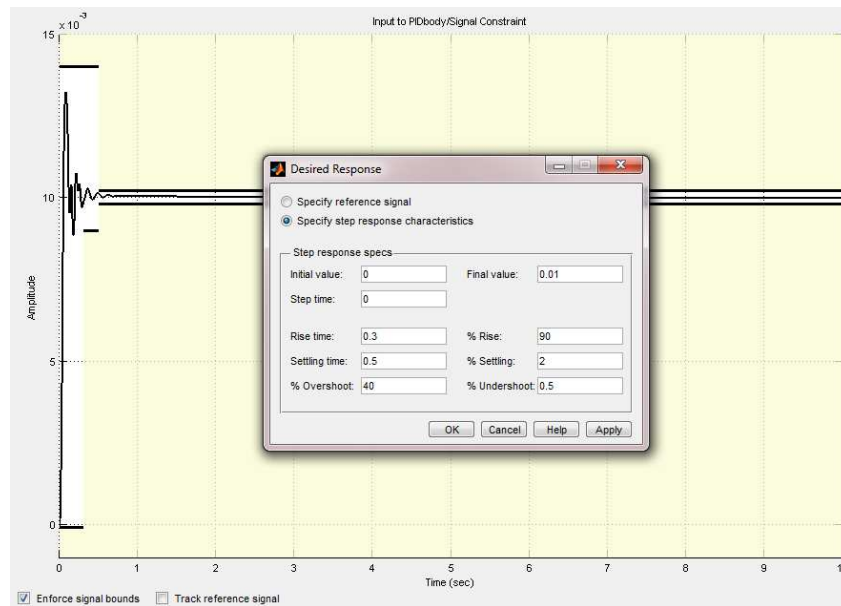 Input to PIDbody/Signal Constraint
x 10⁻³
15
10
5
0
Amplitude
0 1 2 3 4 5 6 7 8 9 10
Time (sec)
Desired Response
Specify reference signal
Specify step response characteristics
Step response specs
Initial value: 0 Final value: 0.01
Step time: 0
Rise time: 0.3 % Rise: 90
Settling time: 0.5 % Settling: 2
% Overshoot: 40 % Undershoot: 0.5
OK Cancel Help Apply
Enforce signal bounds Track reference signal